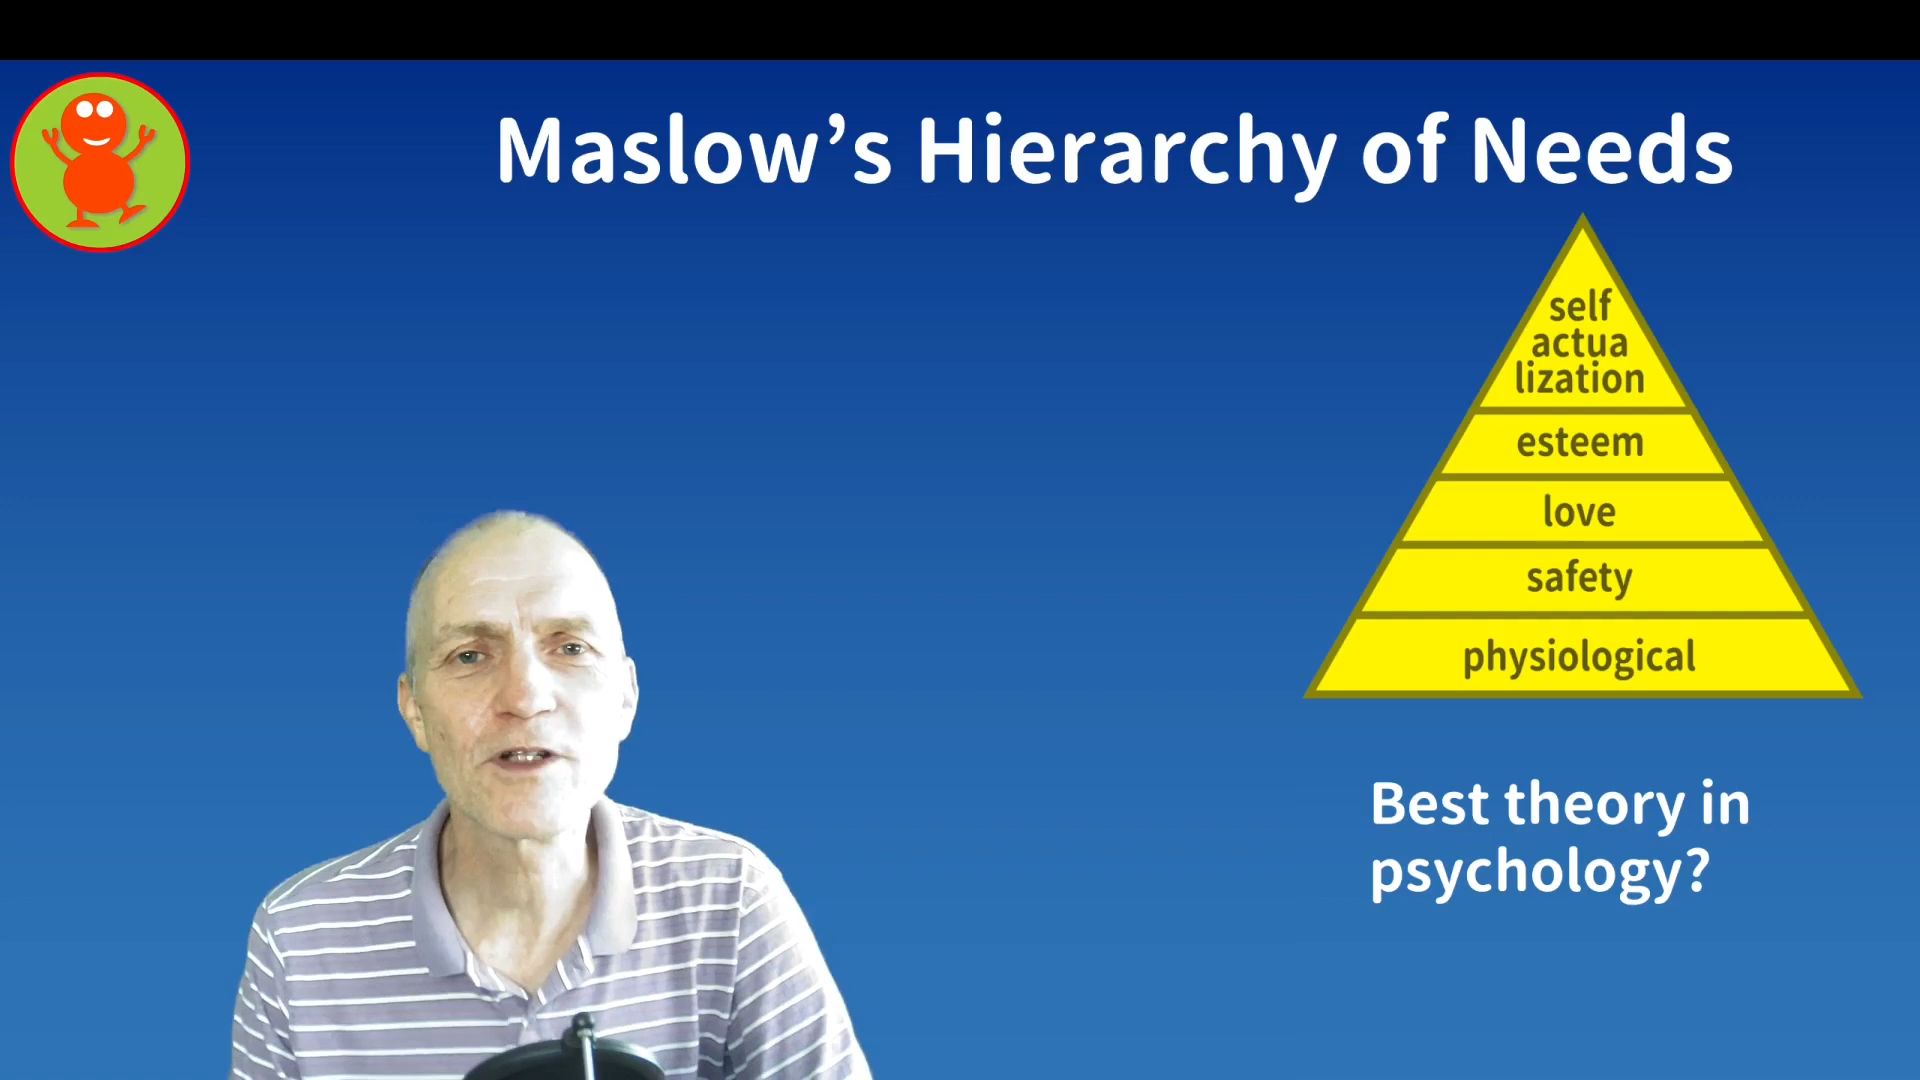 Maslow’s Hierarchy of Needs
self
actua
lization
esteem
love
safety
physiological
Best theory in
psychology?